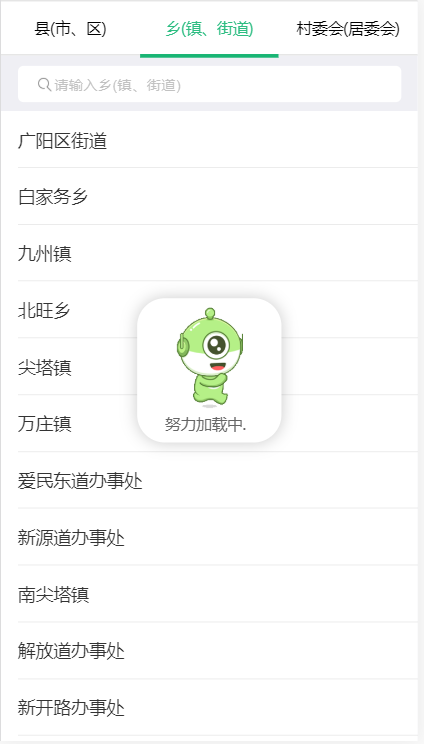 县(市、区) 乡(镇、街道) 村委会(居委会)
请输入乡(镇、街道)
广阳区街道
白家务乡
九州镇
北旺乡
尖塔镇
万庄镇
努力加载中.
爱民东道办事处
新源道办事处
南尖塔镇
解放道办事处
新开路办事处